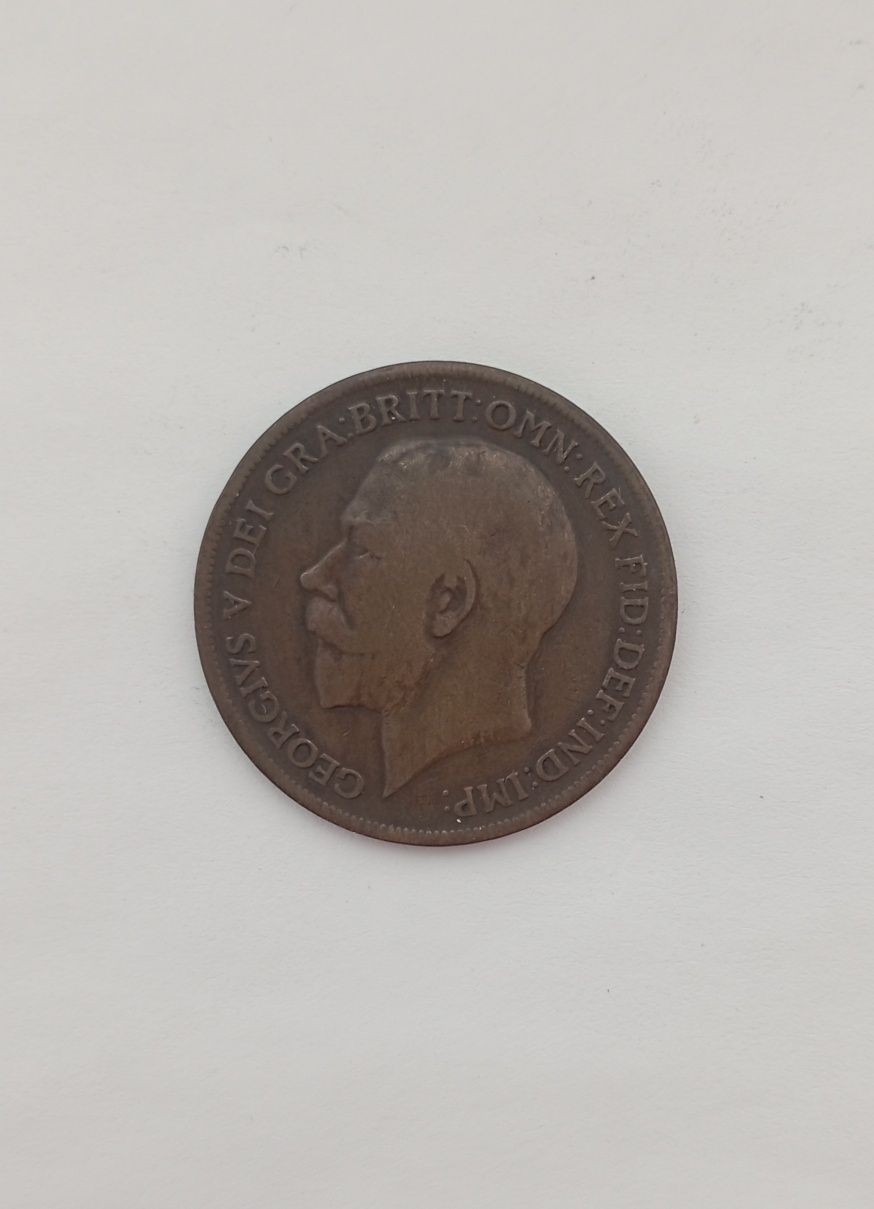 GEORGIVS V DEI GRA:BRITT:OMN:REX FID:DEF:IND:IMP: